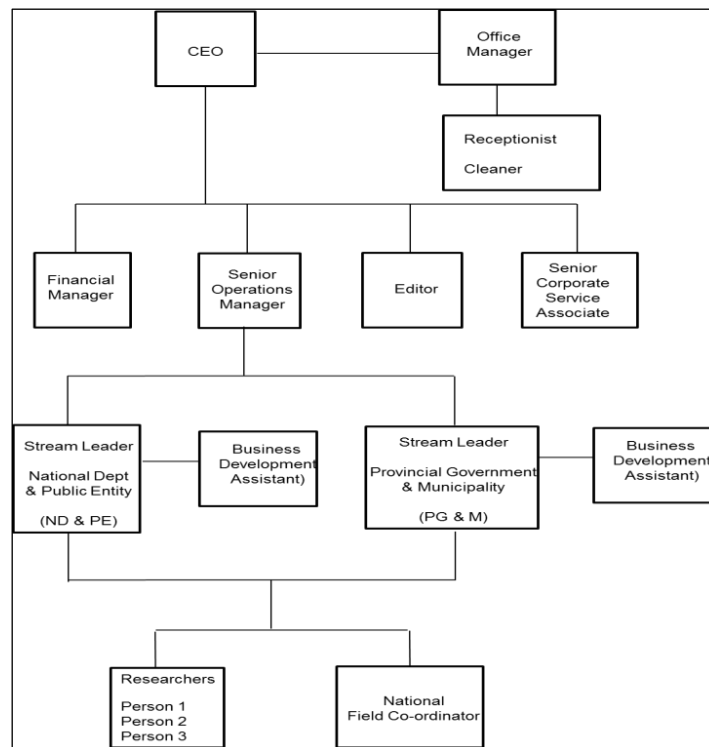 CEO
Office
Manager
Receptionist
Cleaner
Financial
Manager
Senior
Operations
Manager
Editor
Senior
Corporate
Service
Associate
Stream Leader
National Dept
& Public Entity
(ND & PE)
Business
Development
Assistant)
Stream Leader
Provincial Government
& Municipality
(PG & M)
Business
Development
Assistant)
Researchers
Person 1
Person 2
Person 3
National
Field Co-ordinator